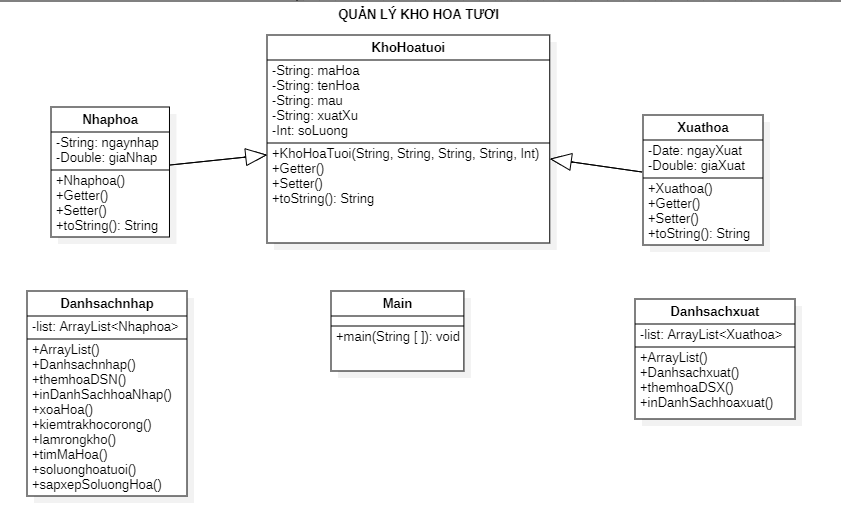 QUẢN LÝ KHO HOA TƯƠI
KhoHoatuoi
-String: maHoa
-String: tenHoa
-String: mau
-String: xuatXu
-Int: soLuong
+KhoHoaTuoi(String, String, String, String, Int)
+Getter()
+Setter()
+toString(): String
Nhaphoa
-String: ngaynhap
-Double: giaNhap
+Nhaphoa()
+Getter()
+Setter()
+toString(): String
Xuathoa
-Date: ngayXuat
-Double: giaXuat
+Xuathoa()
+Getter()
+Setter()
+toString(): String
Danhsachnhap
-list: ArrayList<Nhaphoa>
+ArrayList()
+Danhsachnhap()
+themhoaDSN()
+inDanhSachhoaNhap()
+xoaHoa()
+kiemtrakhocorong()
+lamrongkho()
+timMaHoa()
+soluonghoatuoi()
+sapxepSoluongHoa()
Main
+main(String [ ]): void
Danhsachxuat
-list: ArrayList<Xuathoa>
+ArrayList()
+Danhsachxuat()
+themhoaDSX()
+inDanhSachhoaxuat()